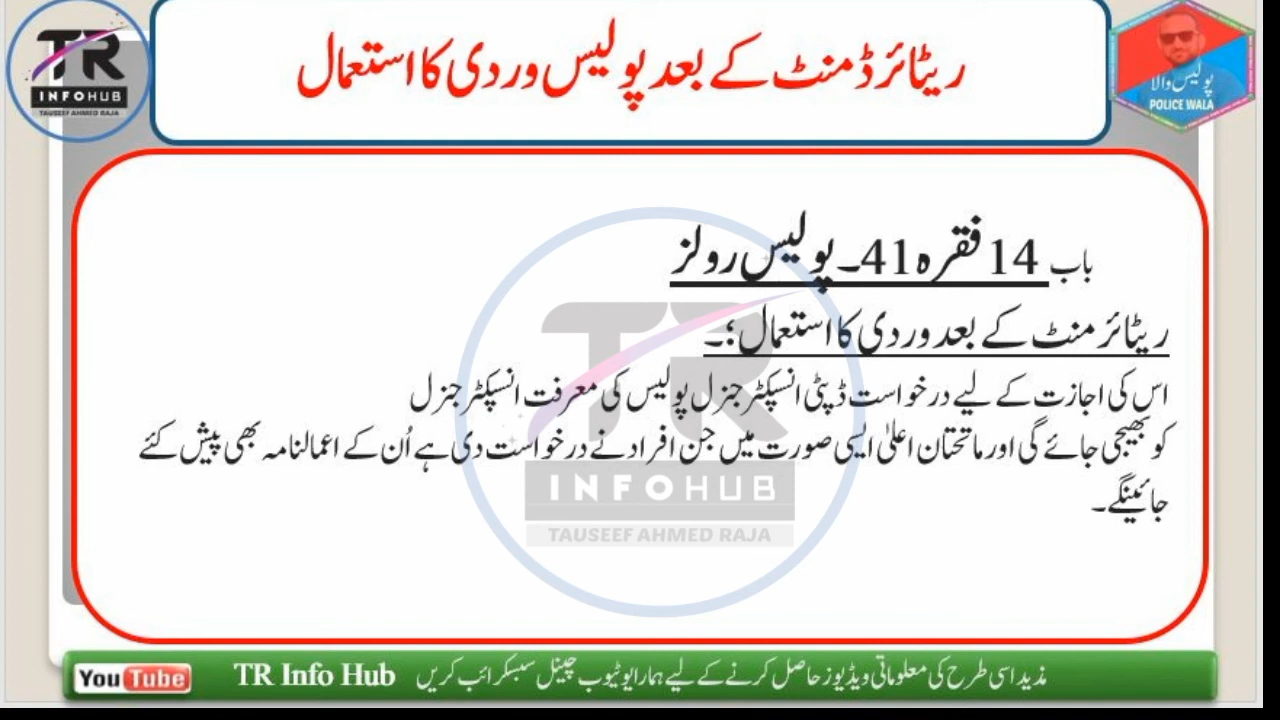 TR
INFOHUB
TAUSEEF AHMED RAJA
ریٹائرڈمنٹ کے بعد پولیس وردی کا استعمال
پولیس والا
POLICE WALA
باب 14 فقرہ 41۔پولیس رولز
ریٹائرمنٹ کے بعد وردی کا استعمال؛۔
اس کی اجازت کے لیے درخواست ڈپٹی انسپکٹر جنرل پولیس کی معرفت انسپکٹر جنرل
کو بھیجی جائے گی اور ماتحتان اعلیٰ ایسی صورت میں جن افراد نے درخواست دی ہے اُن کے اعمالنامہ بھی پیش کئے
جائینگے۔
TR
INFOHUB
TAUSEEF AHMED RAJA
YouTube
مذید اسی طرح کی معلوماتی ویڈیوز حاصل کرنے کے لیے ہمارا یوٹیوب چینل سبسکرائب کریں TR Info Hub